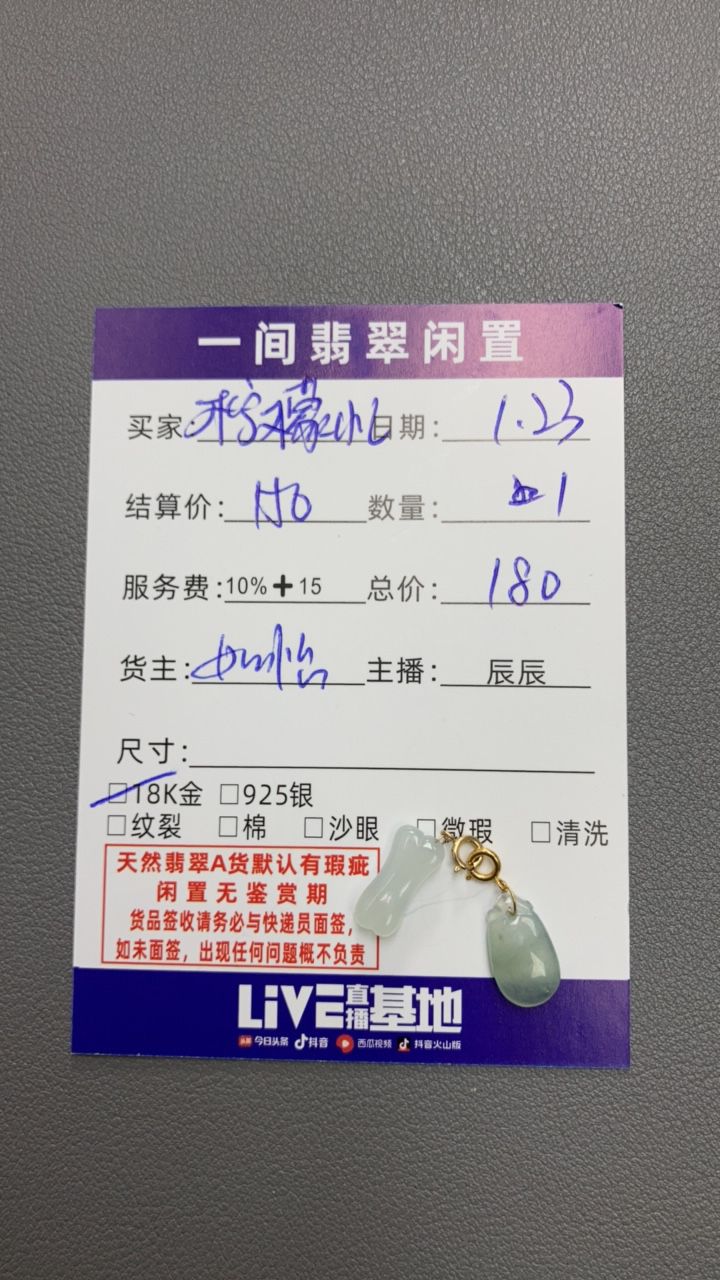 一间翡翠闲置
买家: 柠檬 日期: 1.23
结算价: 150 数量: 1
服务费: 10%+15 总价: 180
货主: 如怡 主播: 辰辰
尺寸:
□18K金 □925银
□纹裂 □棉 □沙眼 □微瑕 □清洗
天然翡翠A货默认有瑕疵
闲置无鉴赏期
货品签收请务必与快递员面签，
如未面签，出现任何问题概不负责
LiVE直播基地
头条 今日头条 抖音 西瓜视频 抖音火山版